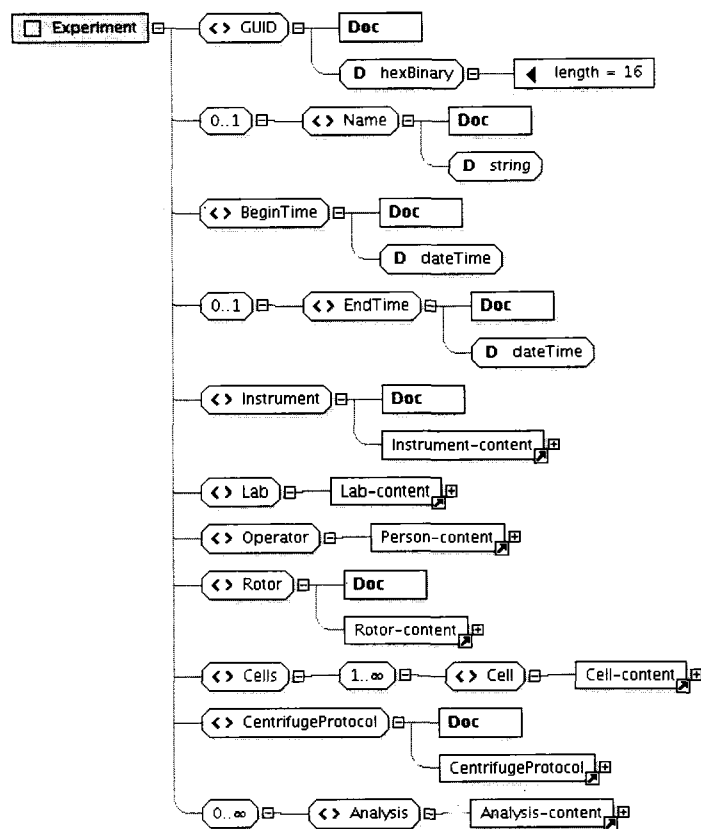 Experiment
<> GUID
Doc
D hexBinary
length = 16
0..1
<> Name
Doc
D string
<> BeginTime
Doc
D dateTime
0..1
<> EndTime
Doc
D dateTime
<> Instrument
Doc
Instrument-content
<> Lab
Lab-content
<> Operator
Person-content
<> Rotor
Doc
Rotor-content
<> Cells
1..∞
<> Cell
Cell-content
<> CentrifugeProtocol
Doc
CentrifugeProtocol
0..∞
<> Analysis
Analysis-content